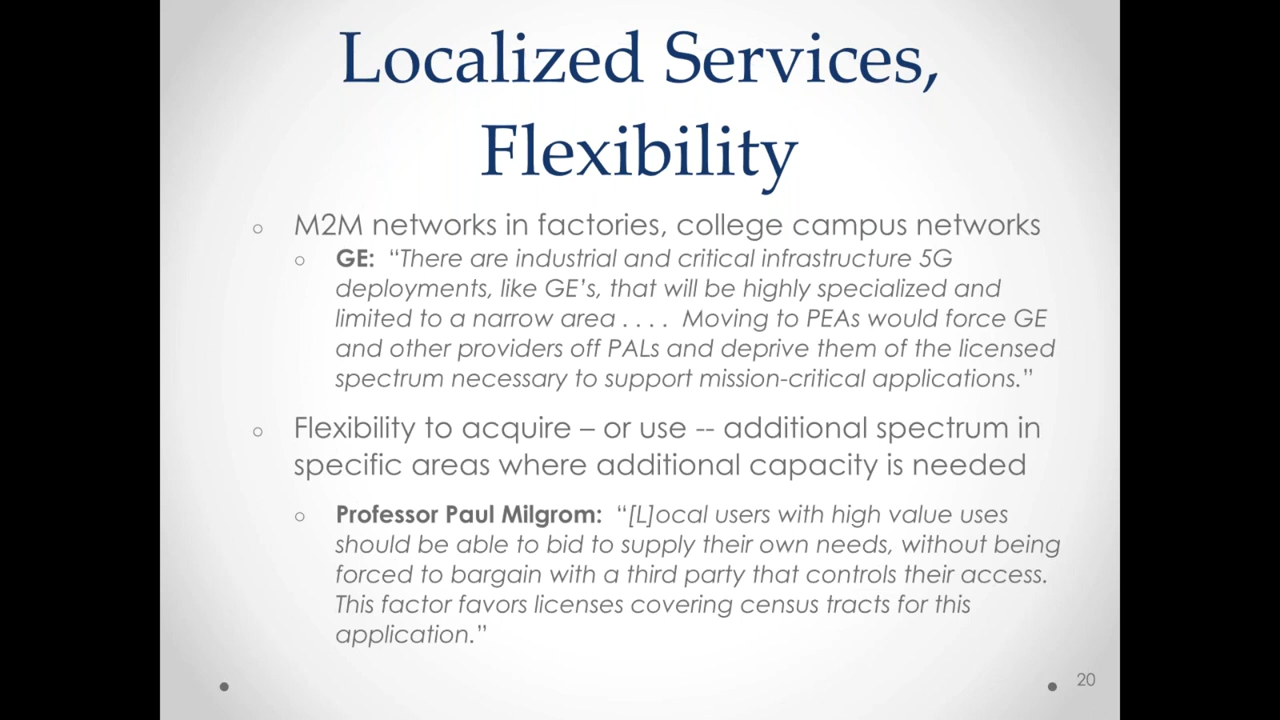 Localized Services,
Flexibility
○ M2M networks in factories, college campus networks
○ GE: “There are industrial and critical infrastructure 5G
deployments, like GE’s, that will be highly specialized and
limited to a narrow area . . . . Moving to PEAs would force GE
and other providers off PALs and deprive them of the licensed
spectrum necessary to support mission-critical applications.”
○ Flexibility to acquire – or use -- additional spectrum in
specific areas where additional capacity is needed
○ Professor Paul Milgrom: “[L]ocal users with high value uses
should be able to bid to supply their own needs, without being
forced to bargain with a third party that controls their access.
This factor favors licenses covering census tracts for this
application.”
20